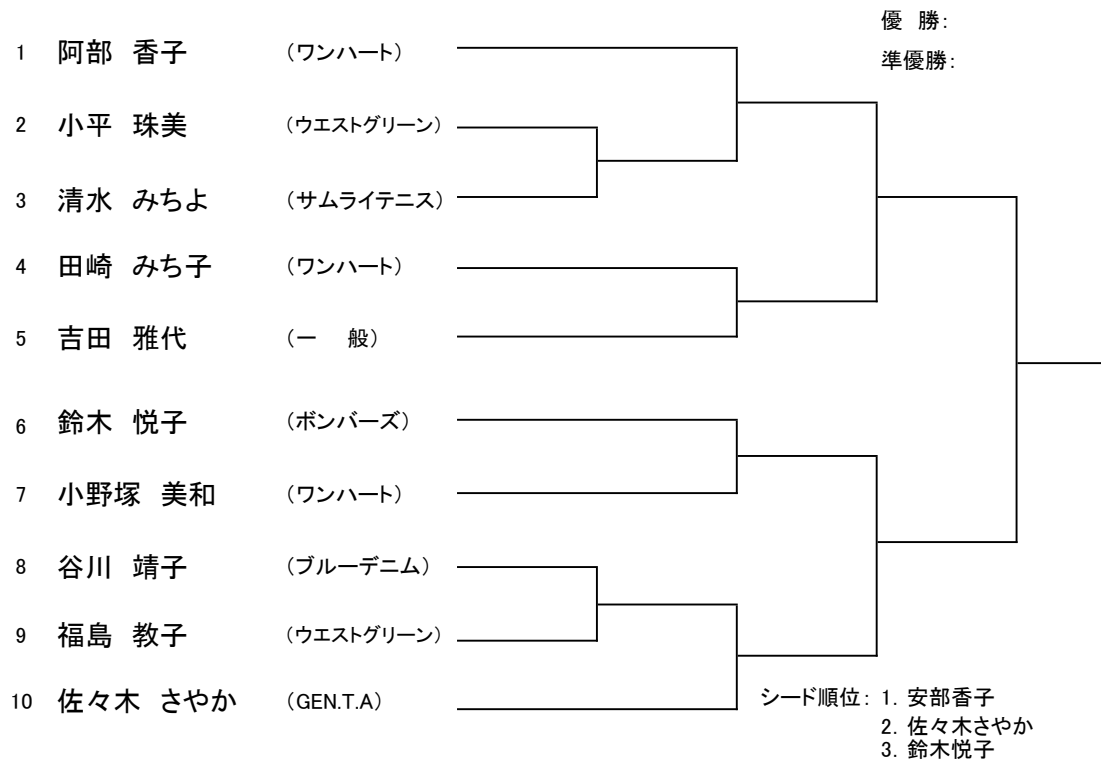 優 勝:
準優勝:
1 阿部 香子 (ワンハート)
2 小平 珠美 (ウエストグリーン)
3 清水 みちよ (サムライテニス)
4 田崎 みち子 (ワンハート)
5 吉田 雅代 (一 般)
6 鈴木 悦子 (ボンバーズ)
7 小野塚 美和 (ワンハート)
8 谷川 靖子 (ブルーデニム)
9 福島 教子 (ウエストグリーン)
10 佐々木 さやか (GEN.T.A)
シード順位: 1. 安部香子
2. 佐々木さやか
3. 鈴木悦子